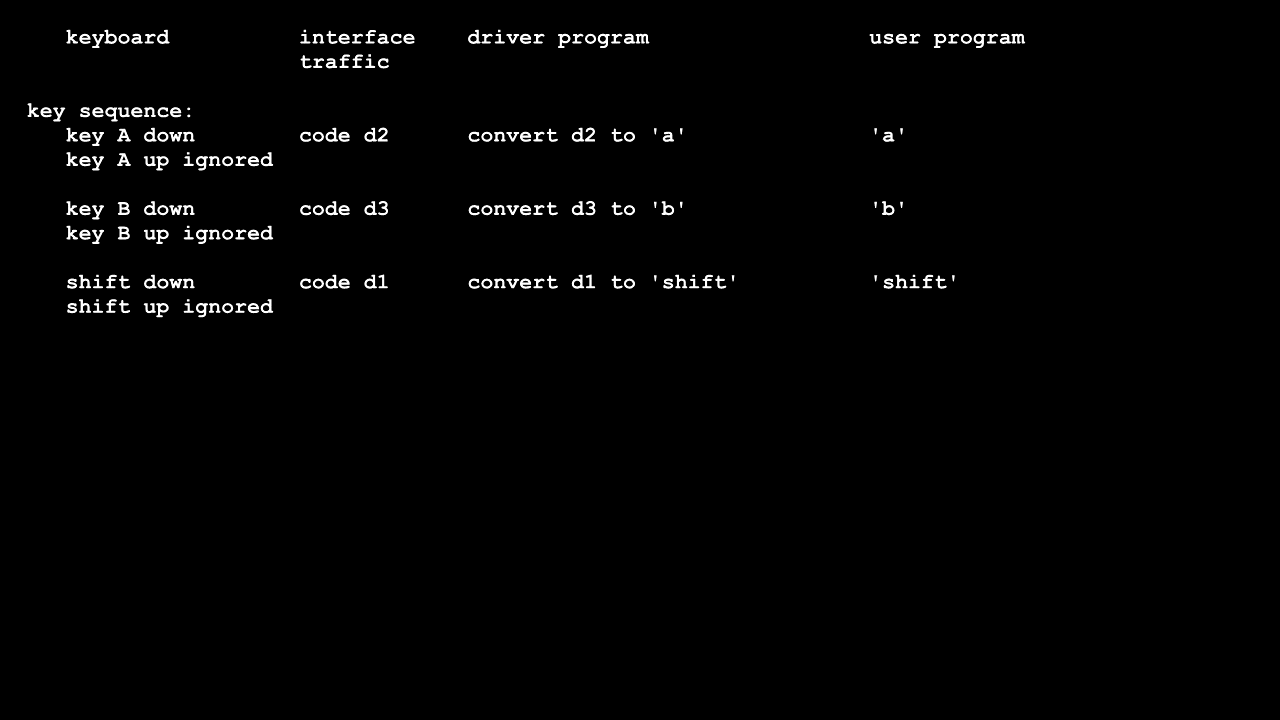 keyboard interface driver program user program
traffic
key sequence:
key A down code d2 convert d2 to 'a' 'a'
key A up ignored
key B down code d3 convert d3 to 'b' 'b'
key B up ignored
shift down code d1 convert d1 to 'shift' 'shift'
shift up ignored